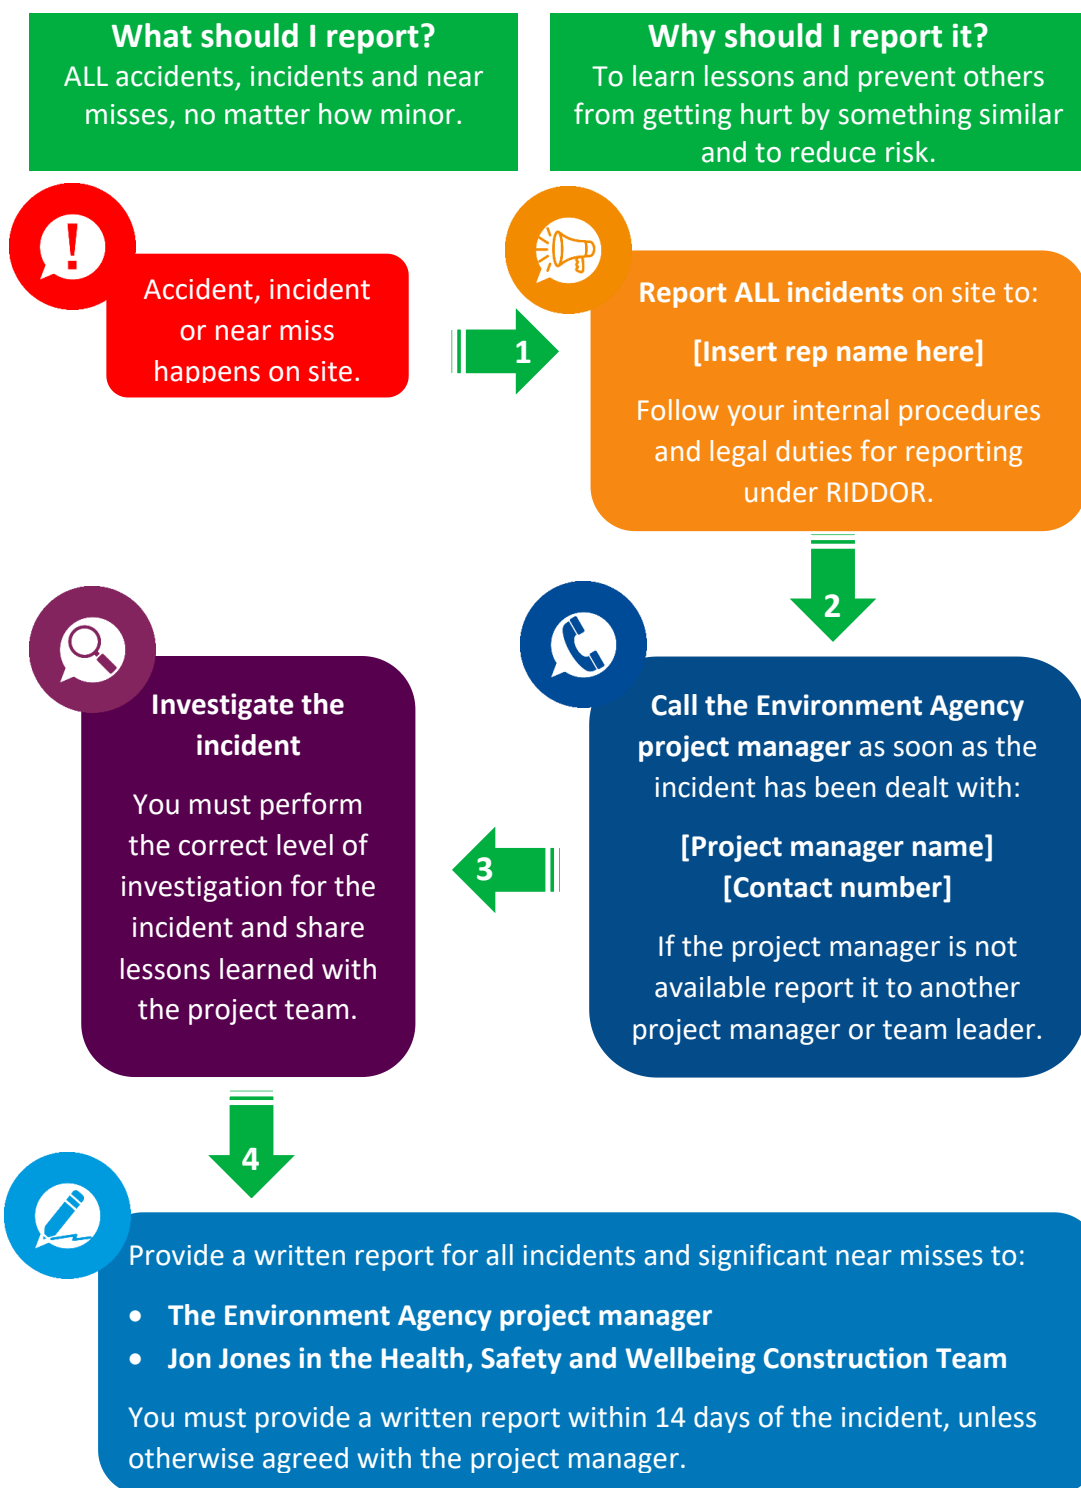 What should I report?
ALL accidents, incidents and near
misses, no matter how minor.
Why should I report it?
To learn lessons and prevent others
from getting hurt by something similar
and to reduce risk.
!
Accident, incident
or near miss
happens on site.
1
Report ALL incidents on site to:
[Insert rep name here]
Follow your internal procedures
and legal duties for reporting
under RIDDOR.
2
Call the Environment Agency
project manager as soon as the
incident has been dealt with:
[Project manager name]
[Contact number]
If the project manager is not
available report it to another
project manager or team leader.
3
Investigate the
incident
You must perform
the correct level of
investigation for the
incident and share
lessons learned with
the project team.
4
Provide a written report for all incidents and significant near misses to:
• The Environment Agency project manager
• Jon Jones in the Health, Safety and Wellbeing Construction Team
You must provide a written report within 14 days of the incident, unless
otherwise agreed with the project manager.